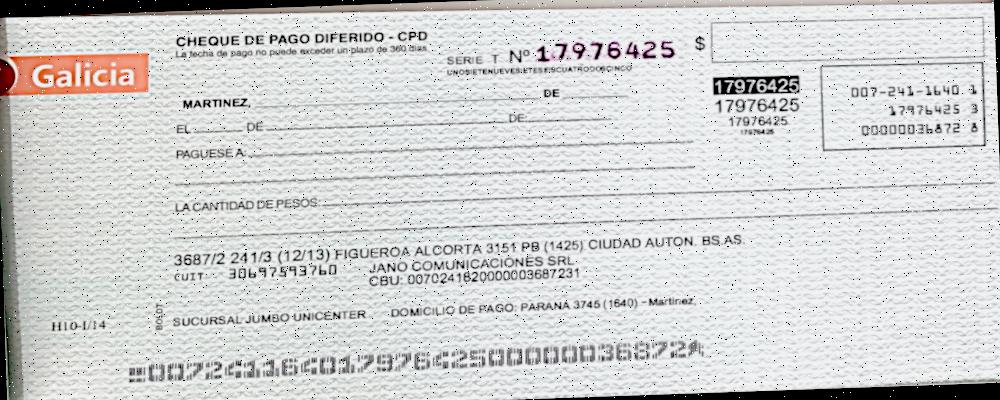 CHEQUE DE PAGO DIFERIDO - CPD
La fecha de pago no puede exceder un plazo de 360 días
SERIE T Nº 17976425 $
UNOSIETENUEVESIETESEISCUATRODOSCINCO
Galicia
MARTINEZ, DE
EL DE DE
PAGUESE A
LA CANTIDAD DE PESOS
17976425
17976425
17976425
17976425
007-241-1640 1
17976425 3
00000036872 8
3687/2 241/3 (12/13) FIGUEROA ALCORTA 3151 PB (1425) CIUDAD AUTON. BS.AS.
CUIT: 30697593760 JANO COMUNICACIONES SRL
CBU: 0070241620000003687231
H10-I/14
BOLDT
SUCURSAL JUMBO UNICENTER DOMICILIO DE PAGO: PARANÁ 3745 (1640) - Martinez,
00724116401797642500000036872